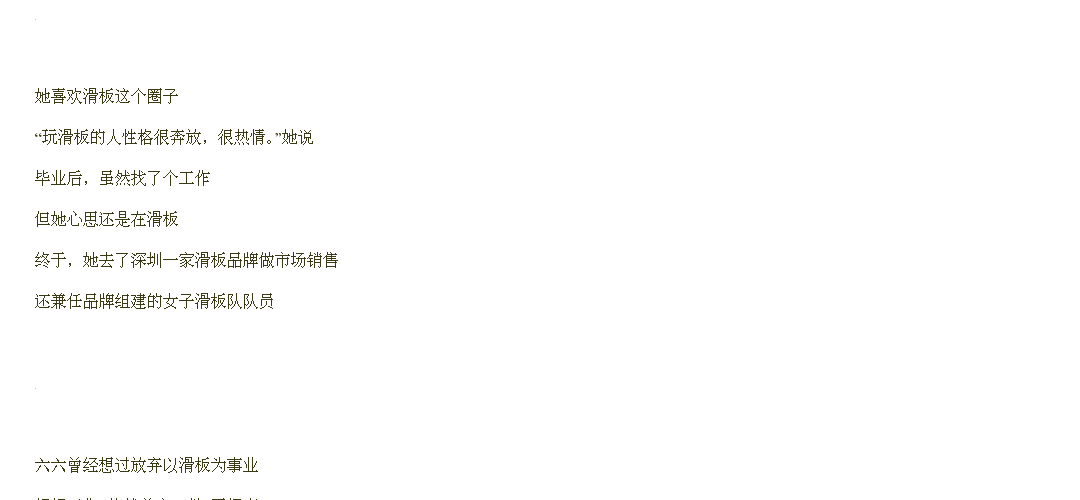 她喜欢滑板这个圈子
“玩滑板的人性格很奔放，很热情。”她说
毕业后，虽然找了个工作
但她心思还是在滑板
终于，她去了深圳一家滑板品牌做市场销售
还兼任品牌组建的女子滑板队队员
六六曾经想过放弃以滑板为事业